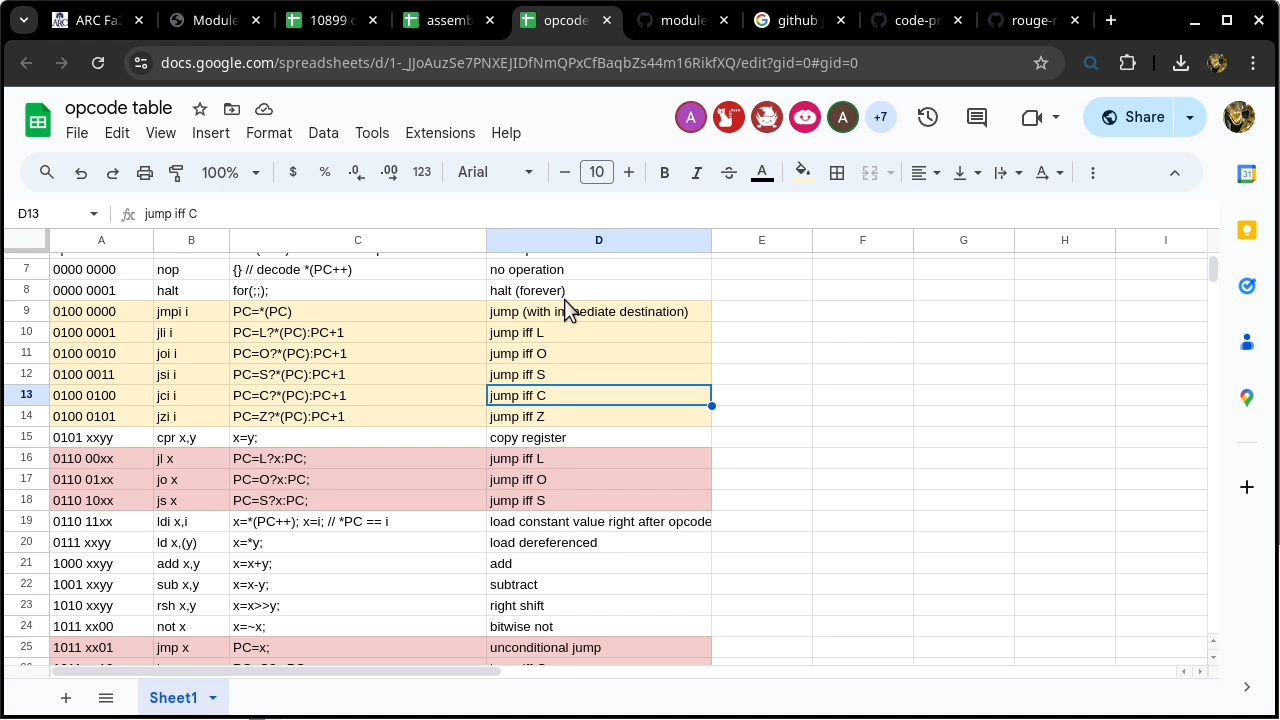 ARC Fa
Module
10899 c
assemb
opcode
module
github
code-p
rouge-r
docs.google.com/spreadsheets/d/1-_JJoAuzSe7PNXEJIDfNmQPxCfBaqbZs44m16RikfXQ/edit?gid=0#gid=0
opcode table
File Edit View Insert Format Data Tools Extensions Help
A A +7 Share
100% $ % .0 .00 123 Arial 10 B I A
D13 fx jump iff C
A B C D E F G H I
7 0000 0000 nop {} // decode *(PC++) no operation
8 0000 0001 halt for(;;); halt (forever)
9 0100 0000 jmpi i PC=*(PC) jump (with immediate destination)
10 0100 0001 jli i PC=L?*(PC):PC+1 jump iff L
11 0100 0010 joi i PC=O?*(PC):PC+1 jump iff O
12 0100 0011 jsi i PC=S?*(PC):PC+1 jump iff S
13 0100 0100 jci i PC=C?*(PC):PC+1 jump iff C
14 0100 0101 jzi i PC=Z?*(PC):PC+1 jump iff Z
15 0101 xxyy cpr x,y x=y; copy register
16 0110 00xx jl x PC=L?x:PC; jump iff L
17 0110 01xx jo x PC=O?x:PC; jump iff O
18 0110 10xx js x PC=S?x:PC; jump iff S
19 0110 11xx ldi x,i x=*(PC++); x=i; // *PC == i load constant value right after opcode
20 0111 xxyy ld x,(y) x=*y; load dereferenced
21 1000 xxyy add x,y x=x+y; add
22 1001 xxyy sub x,y x=x-y; subtract
23 1010 xxyy rsh x,y x=x>>y; right shift
24 1011 xx00 not x x=~x; bitwise not
25 1011 xx01 jmp x PC=x; unconditional jump
Sheet1
31